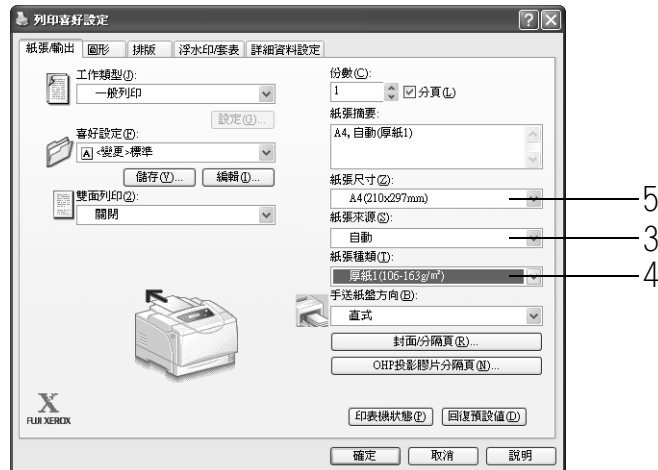 列印喜好設定
紙張/輸出 圖形 排版 浮水印/套表 詳細資料設定
工作類型(J):
一般列印
設定(G)...
喜好設定(F):
A <變更>標準
儲存(V)... 編輯(I)...
雙面列印(2):
關閉
份數(C):
1 分頁(L)
紙張摘要:
A4, 自動(厚紙1)
紙張尺寸(Z):
A4(210x297mm)
5
紙張來源(S):
自動
3
紙張種類(T):
厚紙1(106-163g/m²)
4
手送紙盤方向(B):
直式
封面/分隔頁(R)...
OHP投影膠片分隔頁(N)...
X
FUJI XEROX
印表機狀態(P) 回復預設值(D)
確定 取消 說明